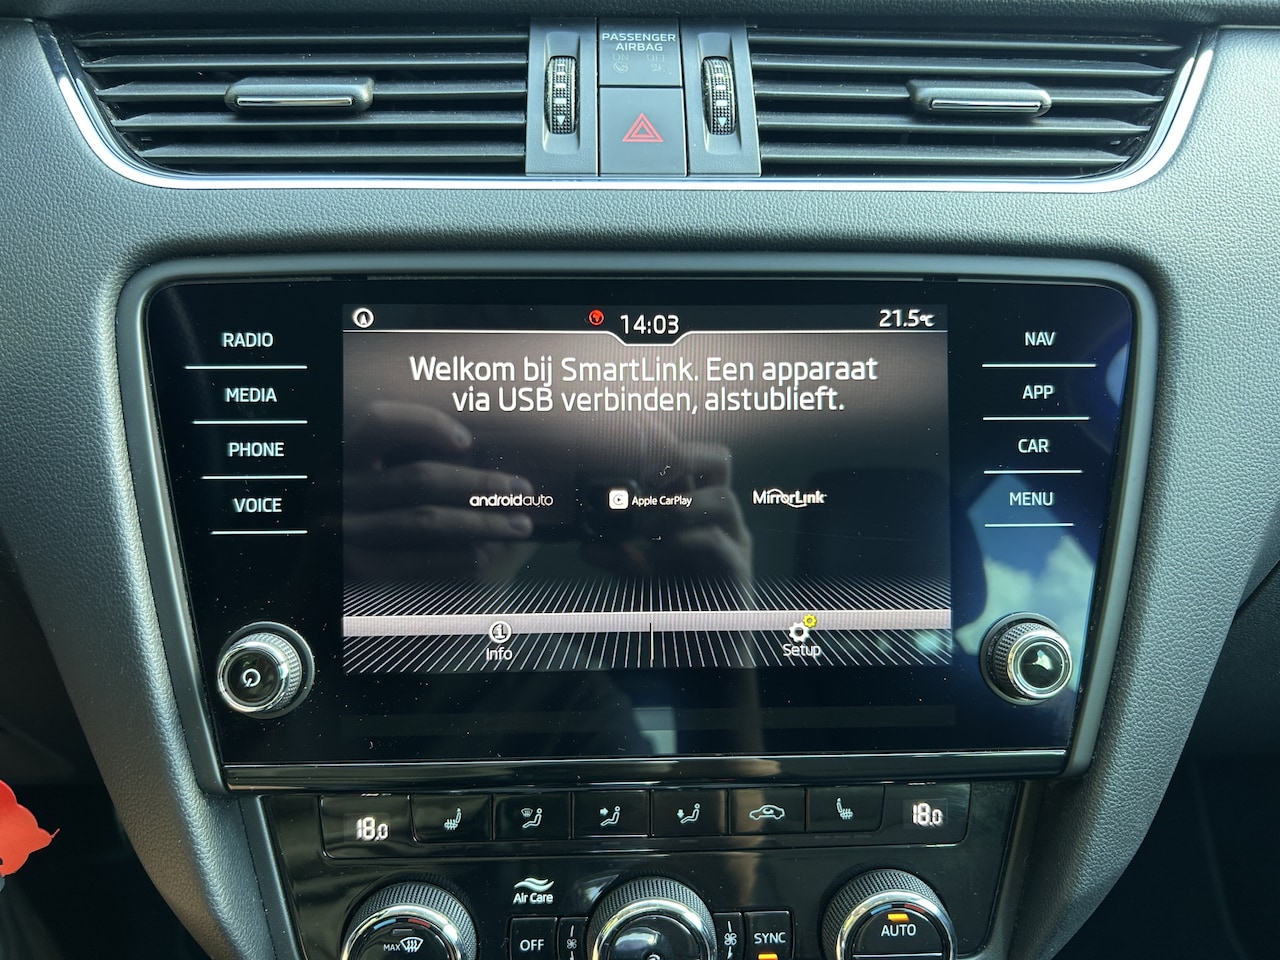 PASSENGER
AIRBAG
ON OFF
RADIO
MEDIA
PHONE
VOICE
14:03
21.5°C
Welkom bij SmartLink. Een apparaat
via USB verbinden, alstublieft.
androidauto
Apple CarPlay
MirrorLink
Info
Setup
NAV
APP
CAR
MENU
18.0
18.0
Air Care
MAX
OFF
SYNC
AUTO